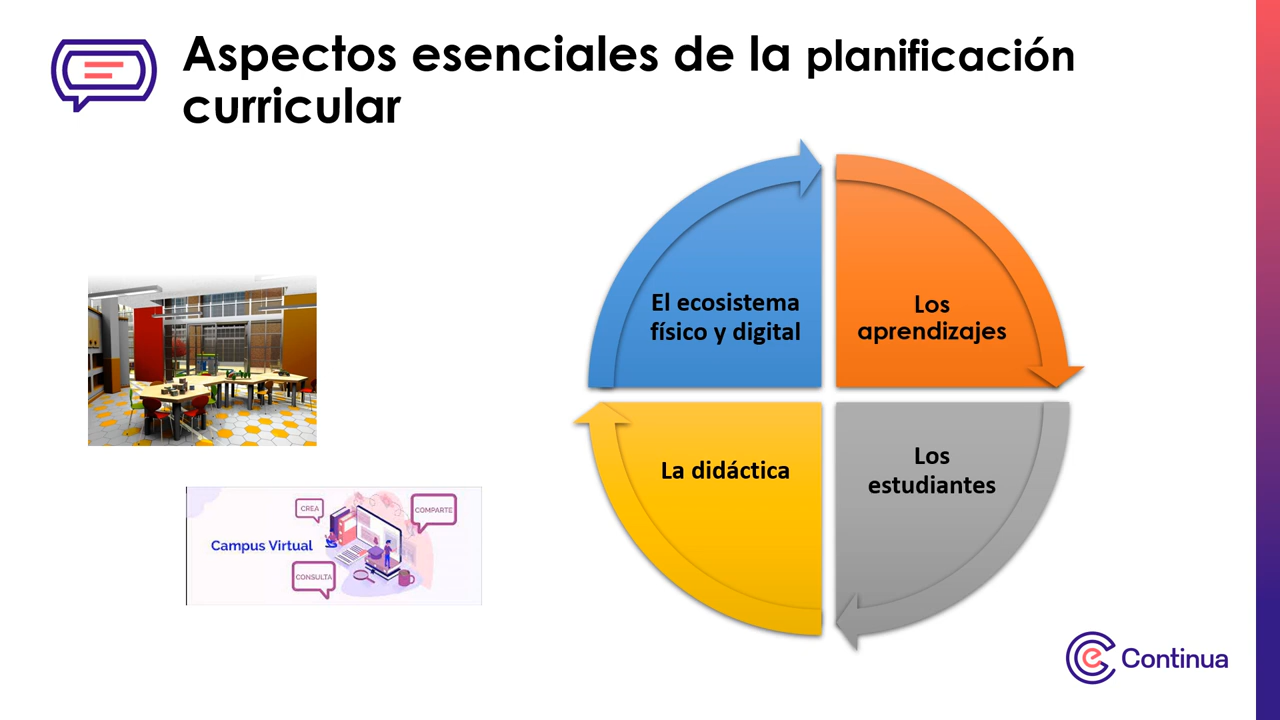 Aspectos esenciales de la planificación
curricular
El ecosistema
físico y digital
Los
aprendizajes
La didáctica
Los
estudiantes
CREA
COMPARTE
Campus Virtual
CONSULTA
e Continua